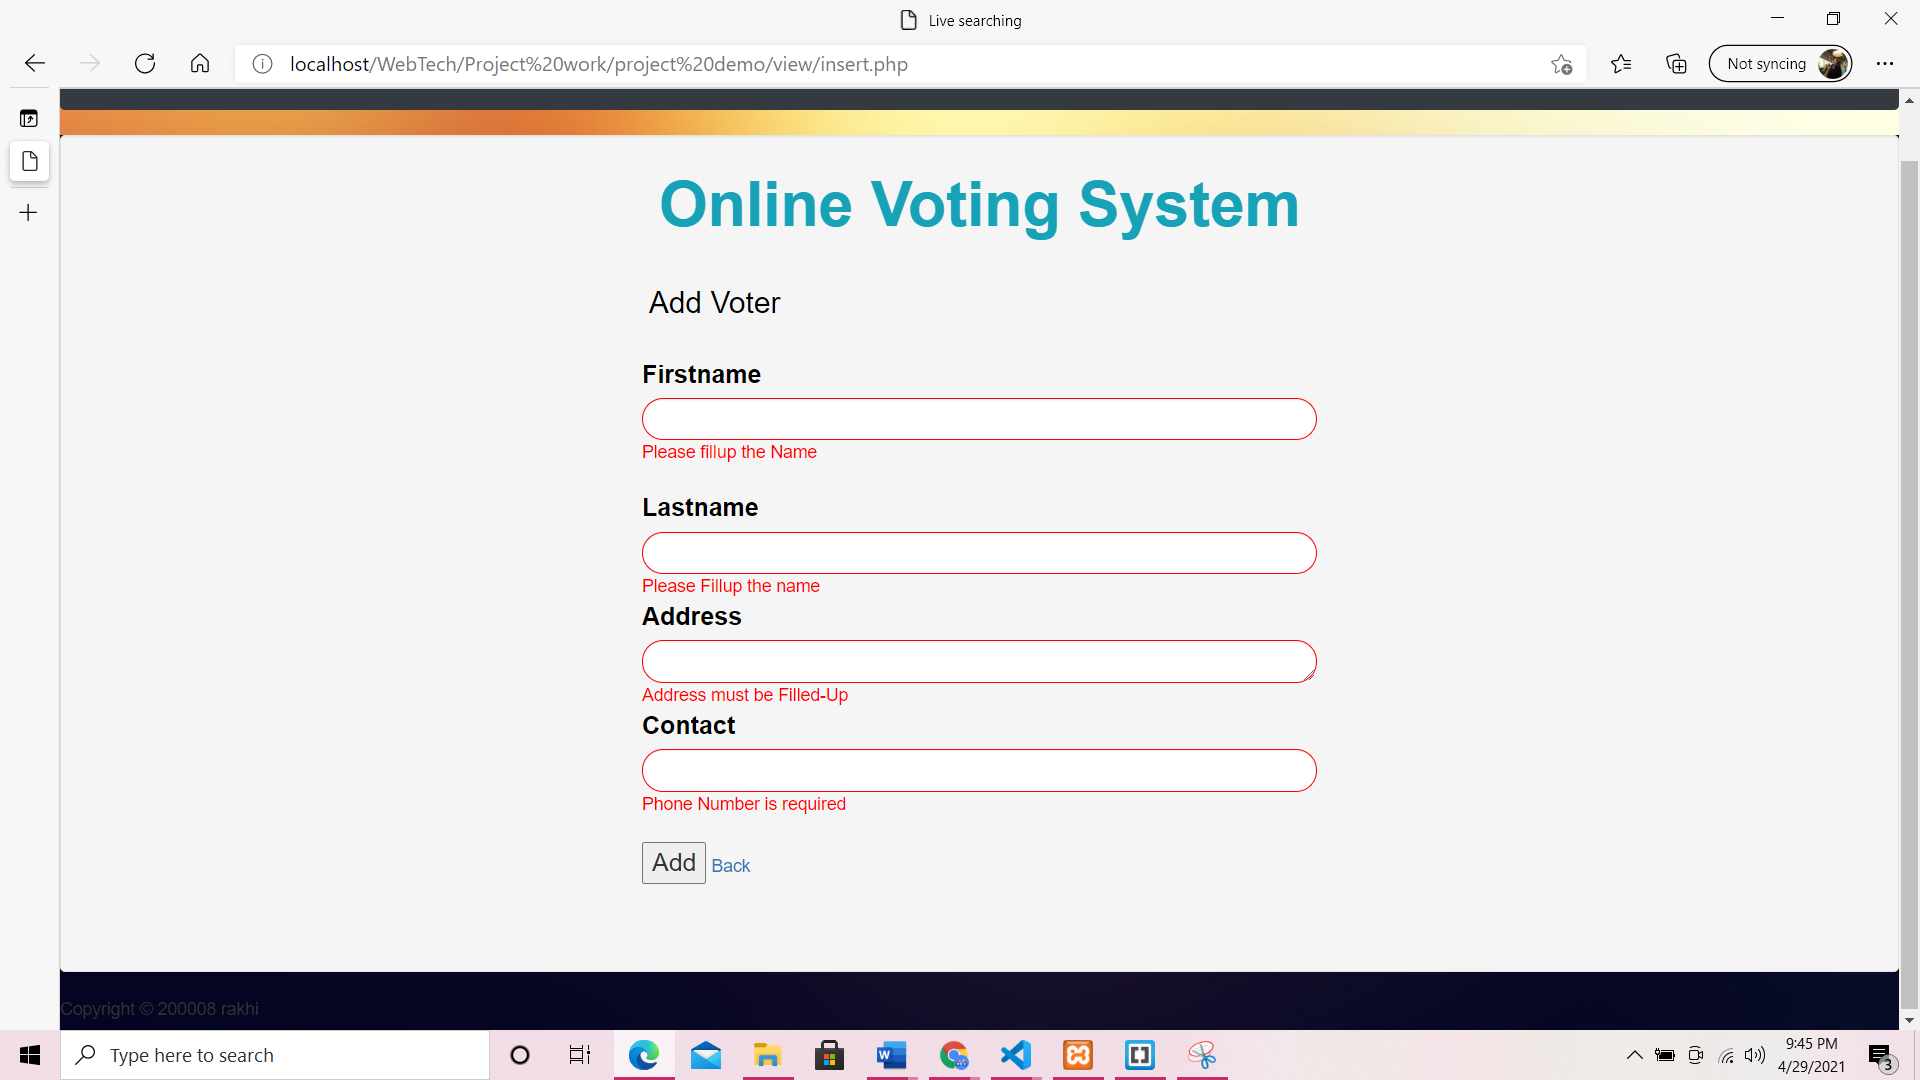 Live searching
localhost/WebTech/Project%20work/project%20demo/view/insert.php
Not syncing
Online Voting System
Add Voter
Firstname
Please fillup the Name
Lastname
Please Fillup the name
Address
Address must be Filled-Up
Contact
Phone Number is required
Add Back
Copyright © 200008 rakhi
Type here to search
9:45 PM
4/29/2021
3